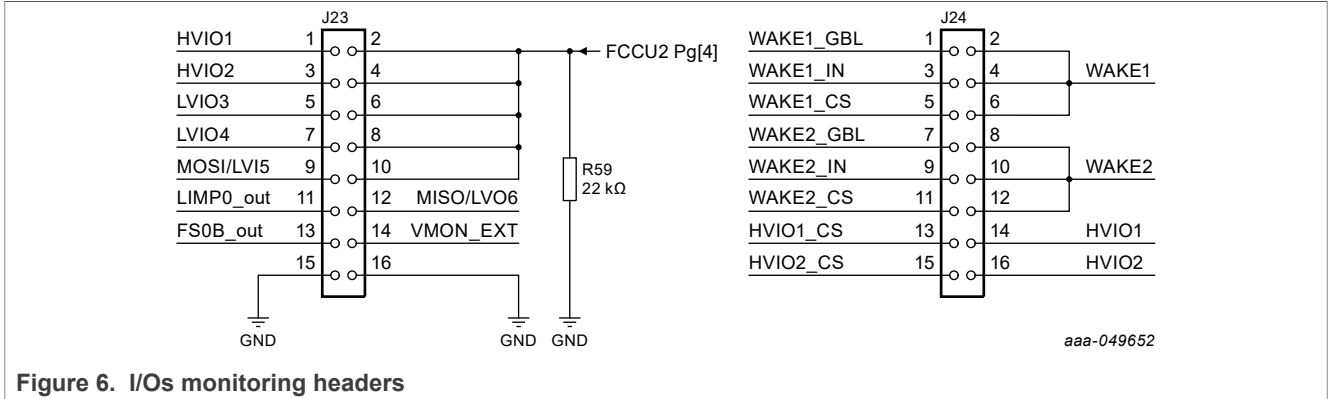 J23
J24
HVIO1 1 2 FCCU2 Pg[4] WAKE1_GBL 1 2
HVIO2 3 4 WAKE1_IN 3 4 WAKE1
LVIO3 5 6 WAKE1_CS 5 6
LVIO4 7 8 WAKE2_GBL 7 8
MOSI/LVI5 9 10 R59 WAKE2_IN 9 10 WAKE2
22 kΩ
LIMP0_out 11 12 MISO/LVO6 WAKE2_CS 11 12
FS0B_out 13 14 VMON_EXT HVIO1_CS 13 14 HVIO1
15 16 HVIO2_CS 15 16 HVIO2
GND GND GND aaa-049652
Figure 6. I/Os monitoring headers